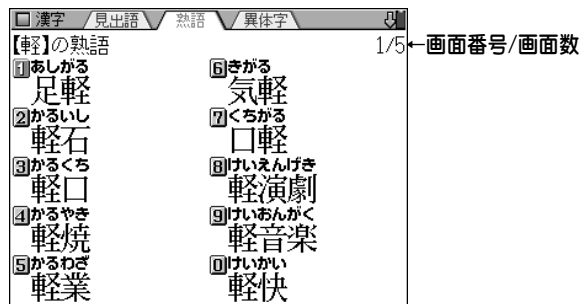 漢字 見出語 熟語 異体字
【軽】の熟語 1/5 ←画面番号/画面数
1 あしがる
足軽
2 かるいし
軽石
3 かるくち
軽口
4 かるやき
軽焼
5 かるわざ
軽業
6 きがる
気軽
7 くちがる
口軽
8 けいえんげき
軽演劇
9 けいおんがく
軽音楽
0 けいかい
軽快